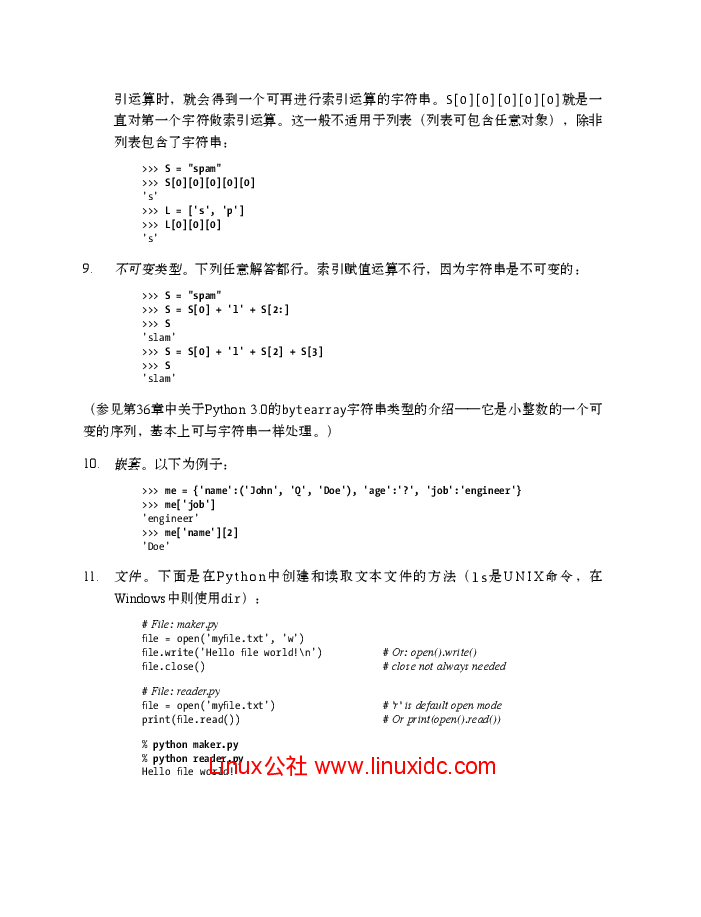 引运算时，就会得到一个可再进行索引运算的字符串。S[0][0][0][0][0]就是一
直对第一个字符做索引运算。这一般不适用于列表（列表可包含任意对象），除非
列表包含了字符串：
>>> S = "spam"
>>> S[0][0][0][0][0]
's'
>>> L = ['s', 'p']
>>> L[0][0][0]
's'
9. 不可变类型。下列任意解答都行。索引赋值运算不行，因为字符串是不可变的：
>>> S = "spam"
>>> S = S[0] + 'l' + S[2:]
>>> S
'slam'
>>> S = S[0] + 'l' + S[2] + S[3]
>>> S
'slam'
（参见第36章中关于Python 3.0的bytearray字符串类型的介绍——它是小整数的一个可
变的序列，基本上可与字符串一样处理。）
10. 嵌套。以下为例子：
>>> me = {'name':('John', 'Q', 'Doe'), 'age':'?', 'job':'engineer'}
>>> me['job']
'engineer'
>>> me['name'][2]
'Doe'
11. 文件。下面是在Python中创建和读取文本文件的方法（ls是UNIX命令，在
Windows中则使用dir）：
# File: maker.py
file = open('myfile.txt', 'w')
file.write('Hello file world!\n') # Or: open().write()
file.close() # close not always needed
# File: reader.py
file = open('myfile.txt') # 'r' is default open mode
print(file.read()) # Or print(open().read())
% python maker.py
% python reader.py
Hello file world!
Linux公社 www.linuxidc.com